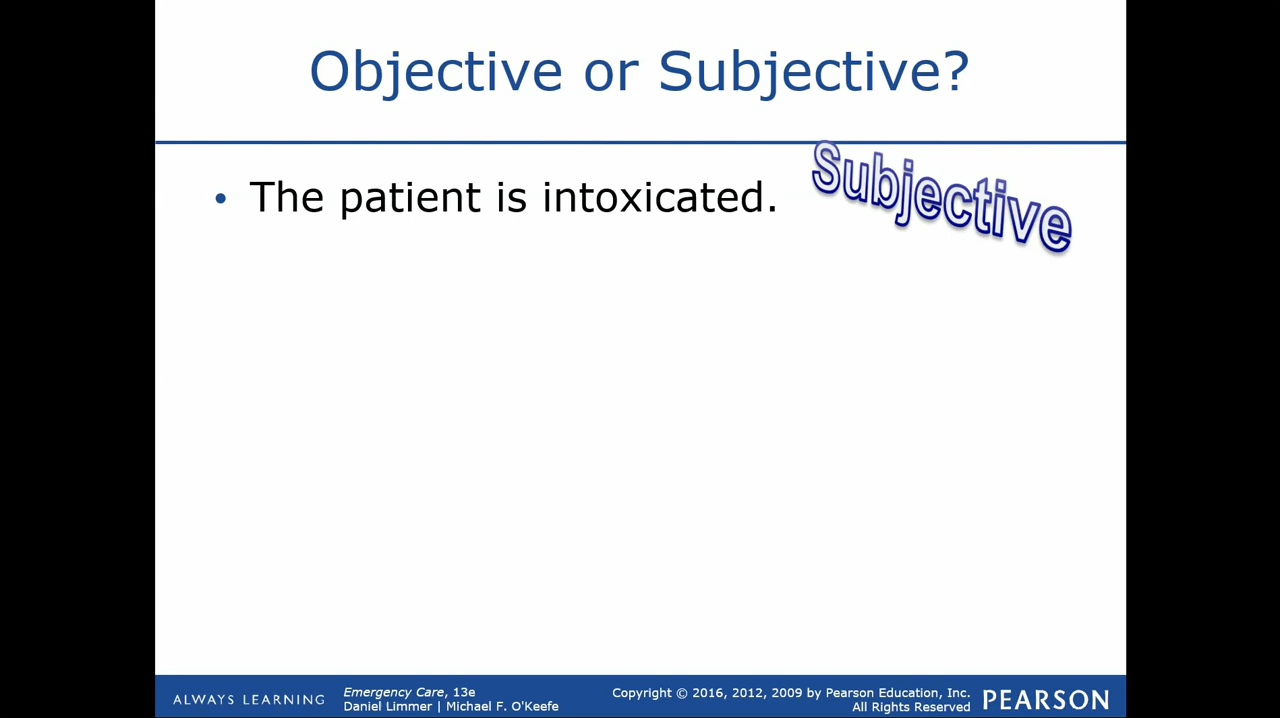 Objective or Subjective?
• The patient is intoxicated.
Subjective
ALWAYS LEARNING
Emergency Care, 13e
Daniel Limmer | Michael F. O'Keefe
Copyright © 2016, 2012, 2009 by Pearson Education, Inc.
All Rights Reserved
PEARSON